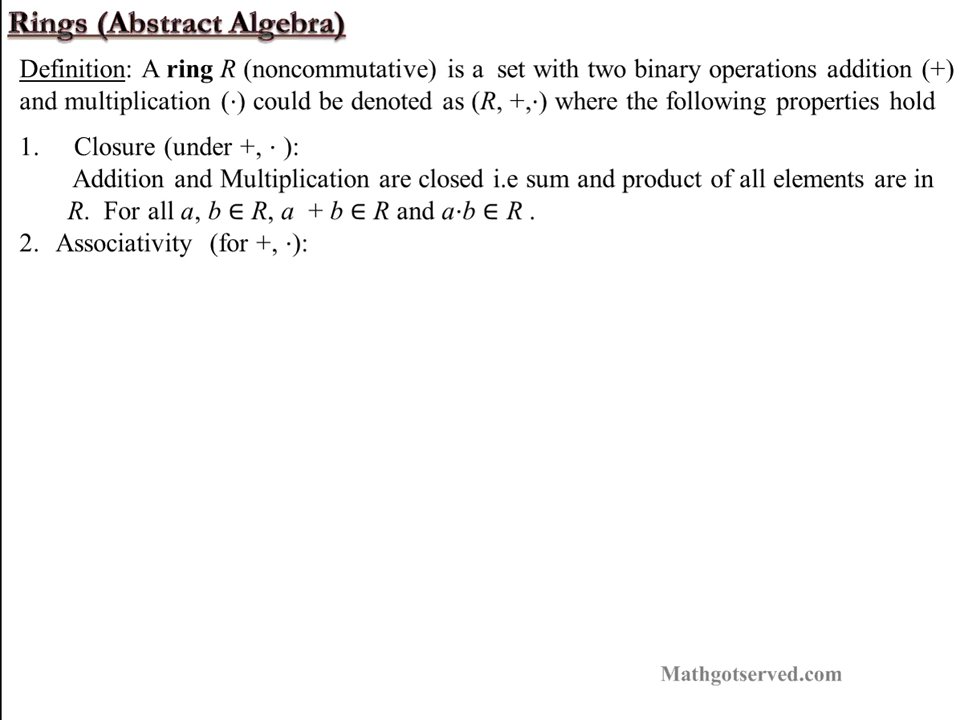 Rings (Abstract Algebra)
Definition: A ring R (noncommutative) is a set with two binary operations addition (+)
and multiplication (·) could be denoted as (R, +,·) where the following properties hold
1. Closure (under +, · ):
Addition and Multiplication are closed i.e sum and product of all elements are in
R. For all a, b ∈ R, a + b ∈ R and a·b ∈ R .
2. Associativity (for +, ·):
Mathgotserved.com